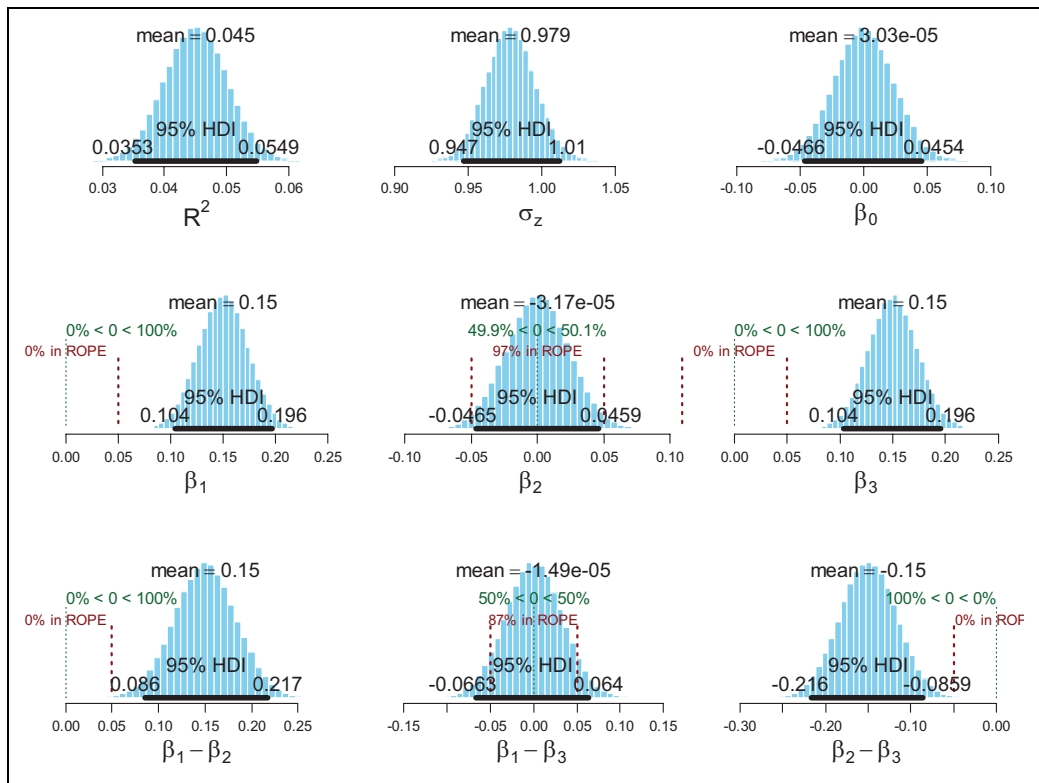 mean = 0.045
95% HDI
0.0353 0.0549
0.03 0.04 0.05 0.06
R²
mean = 0.979
95% HDI
0.947 1.01
0.90 0.95 1.00 1.05
σz
mean = 3.03e-05
95% HDI
-0.0466 0.0454
-0.10 -0.05 0.00 0.05 0.10
β0
mean = 0.15
0% < 0 < 100%
0% in ROPE
95% HDI
0.104 0.196
0.00 0.05 0.10 0.15 0.20 0.25
β1
mean = -3.17e-05
49.9% < 0 < 50.1%
97% in ROPE
95% HDI
-0.0465 0.0459
-0.10 -0.05 0.00 0.05 0.10
β2
mean = 0.15
0% < 0 < 100%
0% in ROPE
95% HDI
0.104 0.196
0.00 0.05 0.10 0.15 0.20 0.25
β3
mean = 0.15
0% < 0 < 100%
0% in ROPE
95% HDI
0.086 0.217
0.00 0.05 0.10 0.15 0.20 0.25
β1 − β2
mean = -1.49e-05
50% < 0 < 50%
87% in ROPE
95% HDI
-0.0663 0.064
-0.15 -0.05 0.00 0.05 0.10 0.15
β1 − β3
mean = -0.15
100% < 0 < 0%
0% in ROF
95% HDI
-0.216 -0.0859
-0.30 -0.20 -0.10 0.00
β2 − β3